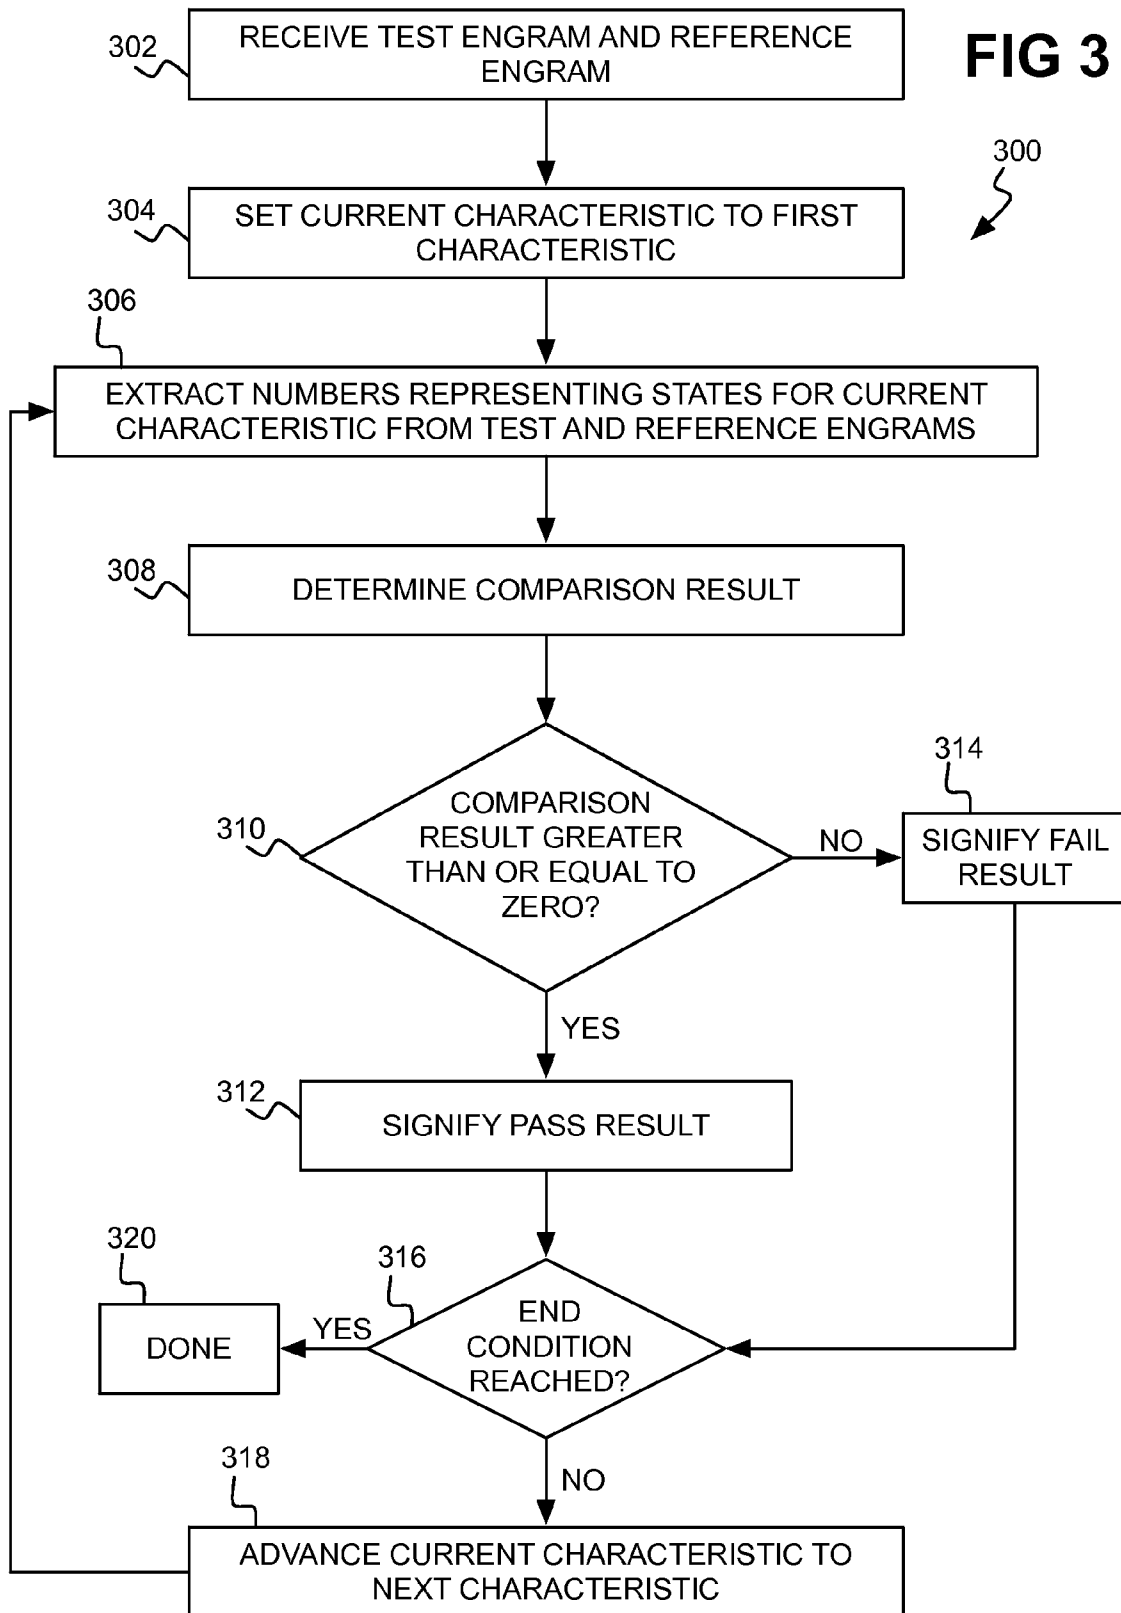 FIG 3
300
302
RECEIVE TEST ENGRAM AND REFERENCE
ENGRAM
304
SET CURRENT CHARACTERISTIC TO FIRST
CHARACTERISTIC
306
EXTRACT NUMBERS REPRESENTING STATES FOR CURRENT
CHARACTERISTIC FROM TEST AND REFERENCE ENGRAMS
308
DETERMINE COMPARISON RESULT
310
COMPARISON
RESULT GREATER
THAN OR EQUAL TO
ZERO?
NO
314
SIGNIFY FAIL
RESULT
YES
312
SIGNIFY PASS RESULT
316
END
CONDITION
REACHED?
YES
320
DONE
NO
318
ADVANCE CURRENT CHARACTERISTIC TO
NEXT CHARACTERISTIC